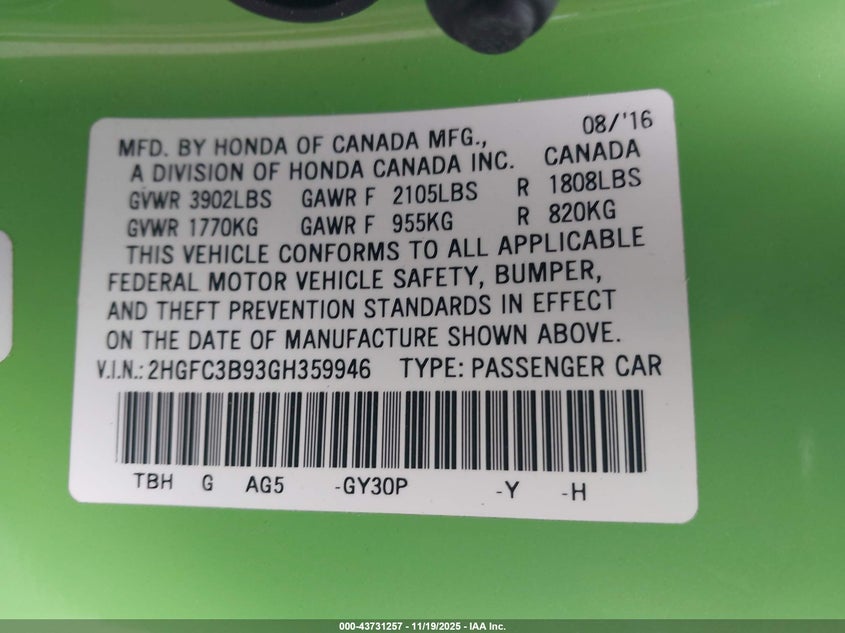 08/'16
MFD. BY HONDA OF CANADA MFG.,
A DIVISION OF HONDA CANADA INC. CANADA
GVWR 3902LBS GAWR F 2105LBS R 1808LBS
GVWR 1770KG GAWR F 955KG R 820KG
THIS VEHICLE CONFORMS TO ALL APPLICABLE
FEDERAL MOTOR VEHICLE SAFETY, BUMPER,
AND THEFT PREVENTION STANDARDS IN EFFECT
ON THE DATE OF MANUFACTURE SHOWN ABOVE.
V.I.N.: 2HGFC3B93GH359946 TYPE: PASSENGER CAR
TBH G AG5 -GY30P -Y -H
000-43731257 - 11/19/2025 - IAA Inc.